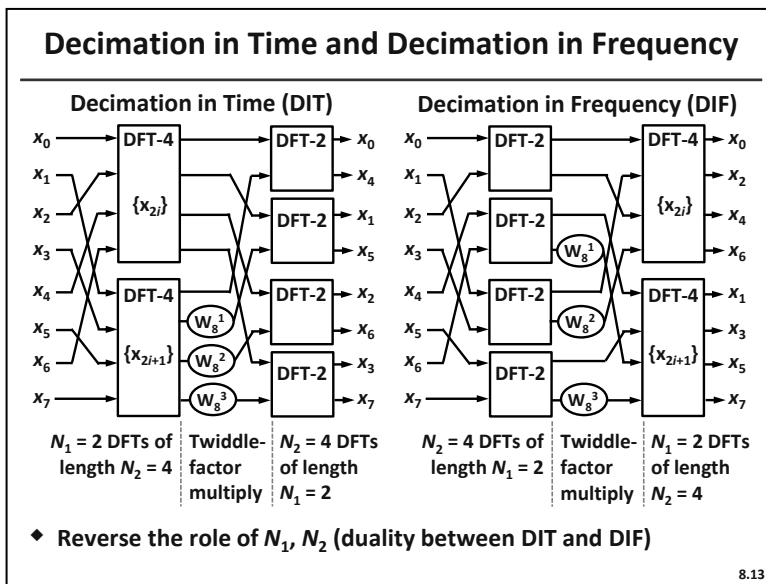 Decimation in Time and Decimation in Frequency
Decimation in Time (DIT)
x₀
x₁
x₂
x₃
x₄
x₅
x₆
x₇
DFT-4
{x₂ᵢ}
DFT-4
{x₂ᵢ₊₁}
W₈¹
W₈²
W₈³
DFT-2
DFT-2
DFT-2
DFT-2
x₀
x₄
x₁
x₅
x₂
x₆
x₃
x₇
N₁ = 2 DFTs of
length N₂ = 4
Twiddle-
factor
multiply
N₂ = 4 DFTs
of length
N₁ = 2
Decimation in Frequency (DIF)
x₀
x₁
x₂
x₃
x₄
x₅
x₆
x₇
DFT-2
DFT-2
DFT-2
DFT-2
W₈¹
W₈²
W₈³
DFT-4
{x₂ᵢ}
DFT-4
{x₂ᵢ₊₁}
x₀
x₂
x₄
x₆
x₁
x₃
x₅
x₇
N₂ = 4 DFTs of
length N₁ = 2
Twiddle-
factor
multiply
N₁ = 2 DFTs
of length
N₂ = 4
◆ Reverse the role of N₁, N₂ (duality between DIT and DIF)
8.13